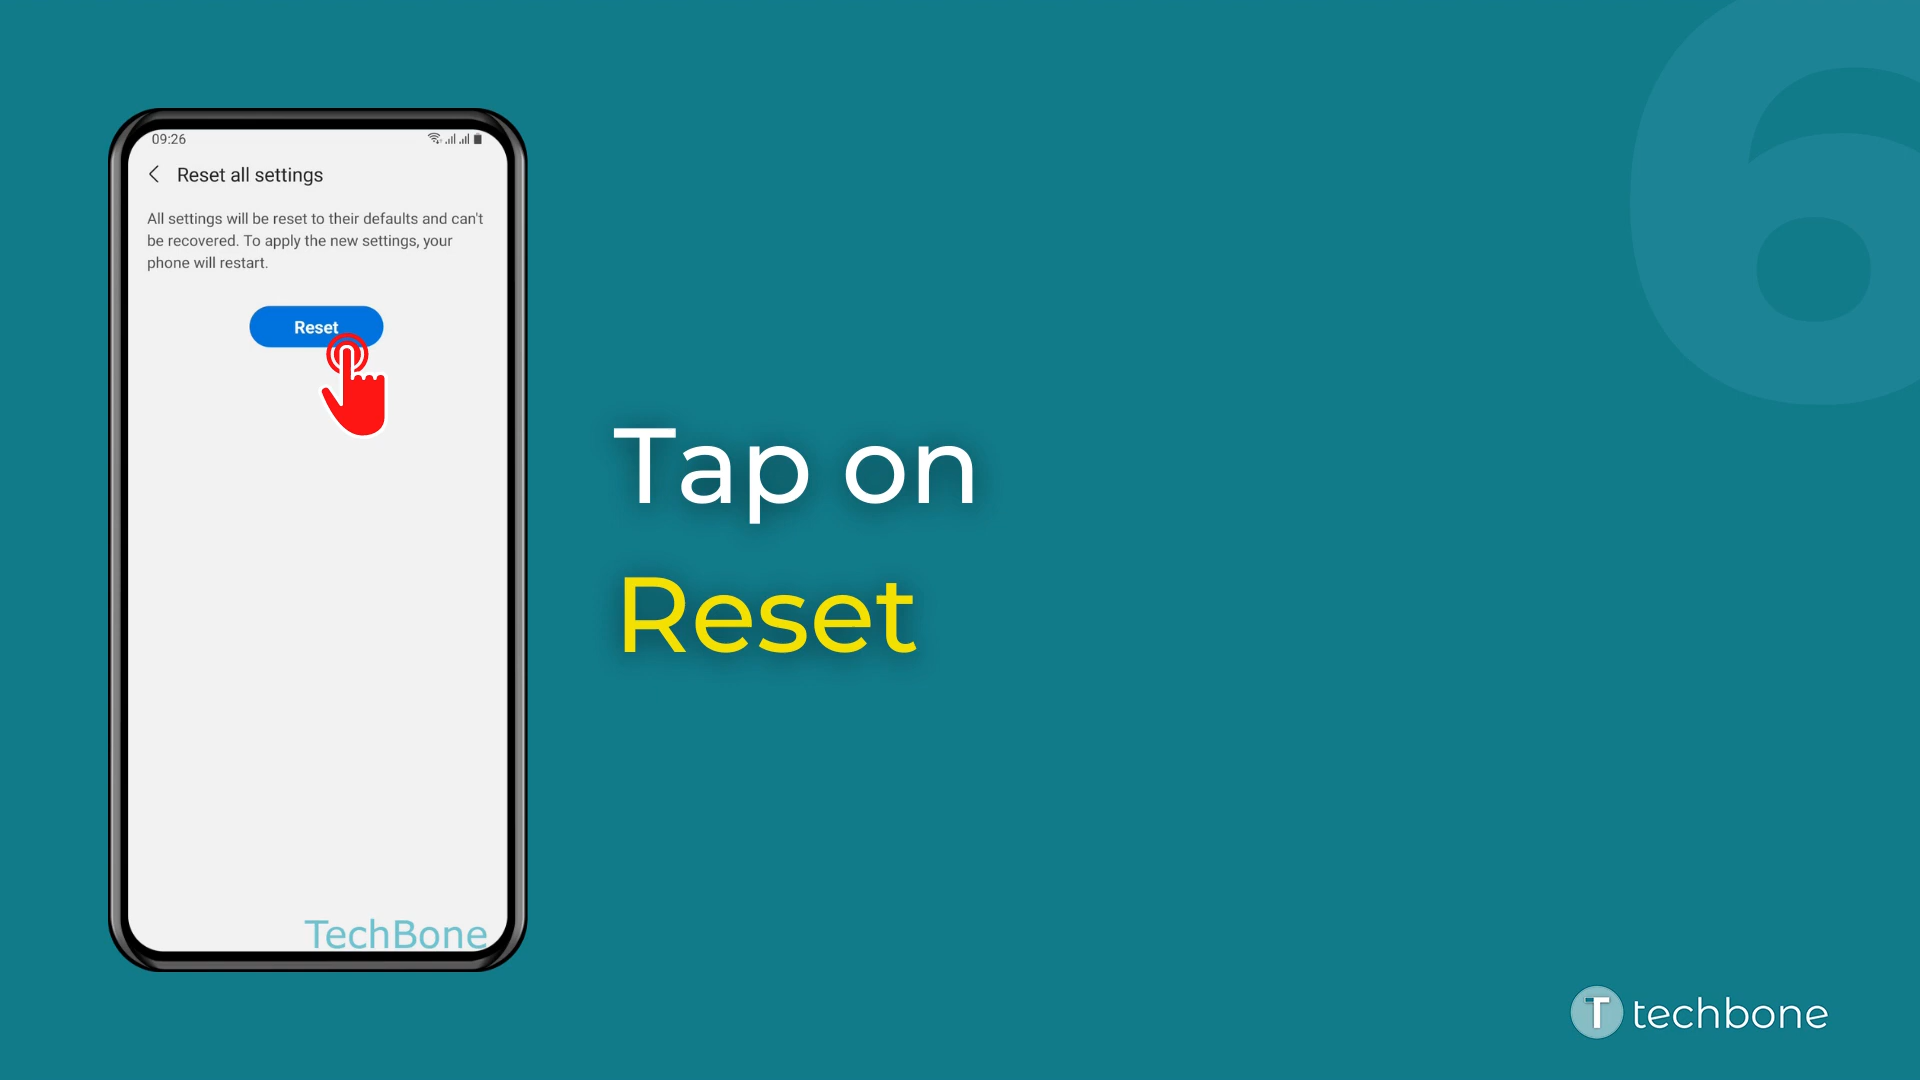 6
09:26
Reset all settings
All settings will be reset to their defaults and can't
be recovered. To apply the new settings, your
phone will restart.
Reset
TechBone
Tap on
Reset
T techbone